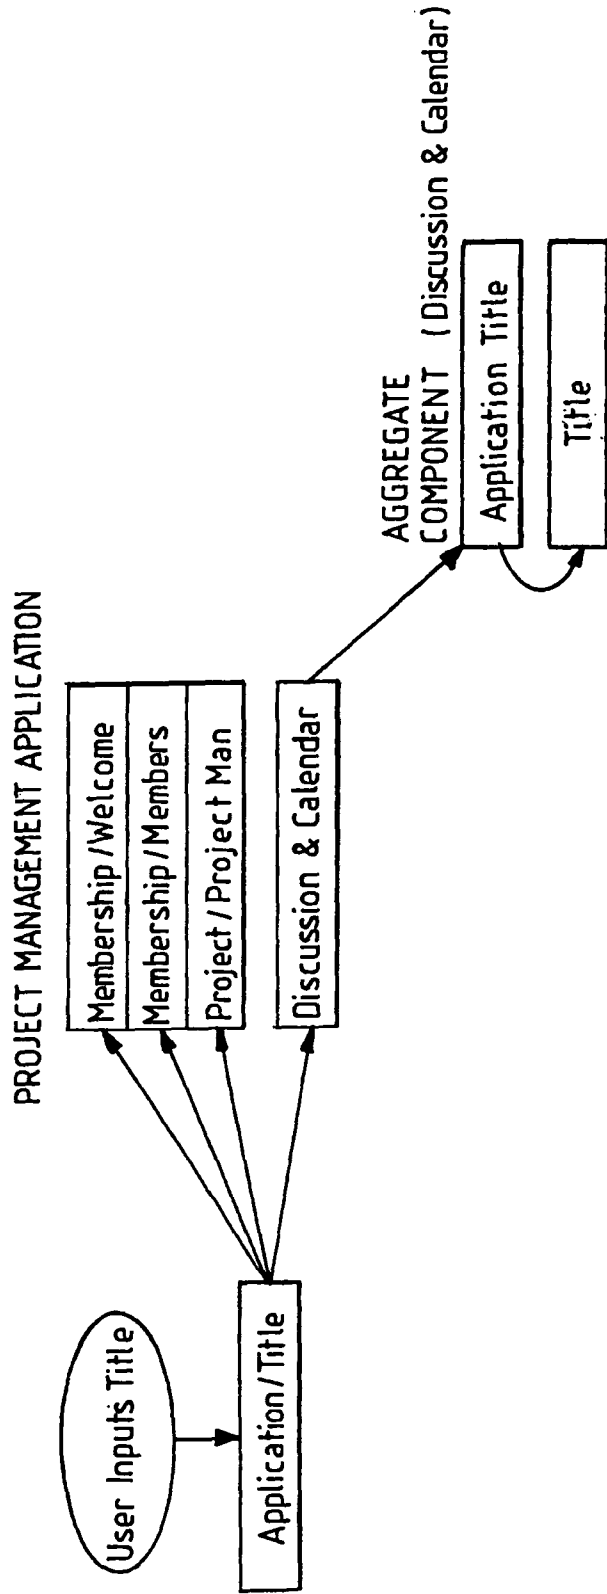 PROJECT MANAGEMENT APPLICATION
User Inputs Title
Application/Title
Membership/Welcome
Membership/Members
Project/Project Man
Discussion & Calendar
AGGREGATE
COMPONENT (Discussion & Calendar)
Application Title
Title